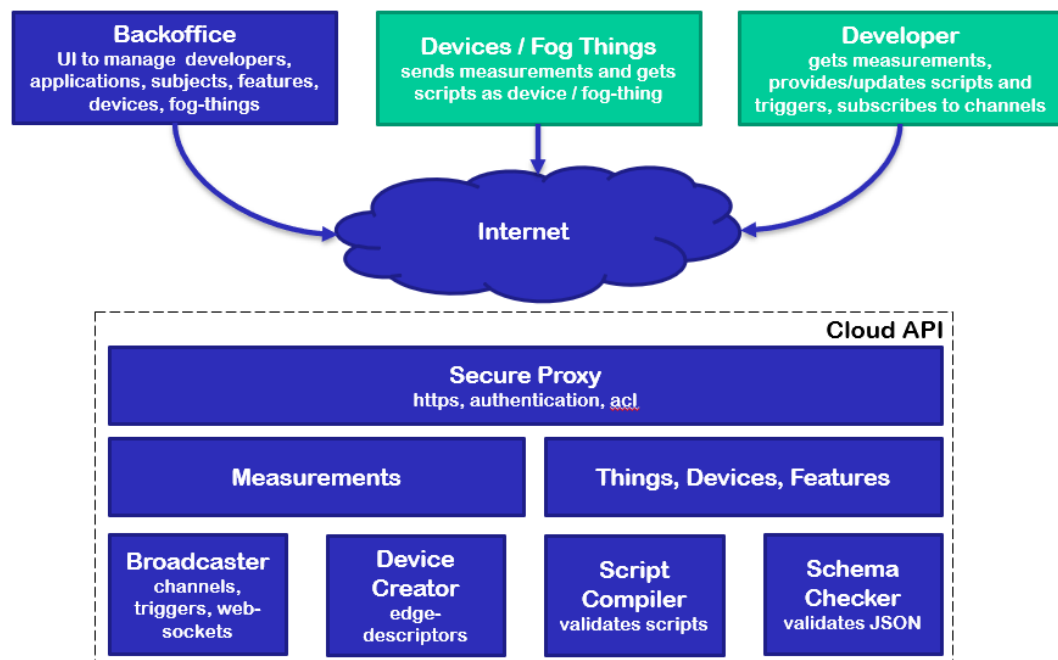 Backoffice
UI to manage developers,
applications, subjects, features,
devices, fog-things
Devices / Fog Things
sends measurements and gets
scripts as device / fog-thing
Developer
gets measurements,
provides/updates scripts and
triggers, subscribes to channels
Internet
Cloud API
Secure Proxy
https, authentication, acl
Measurements
Things, Devices, Features
Broadcaster
channels,
triggers, web-
sockets
Device
Creator
edge-
descriptors
Script
Compiler
validates scripts
Schema
Checker
validates JSON